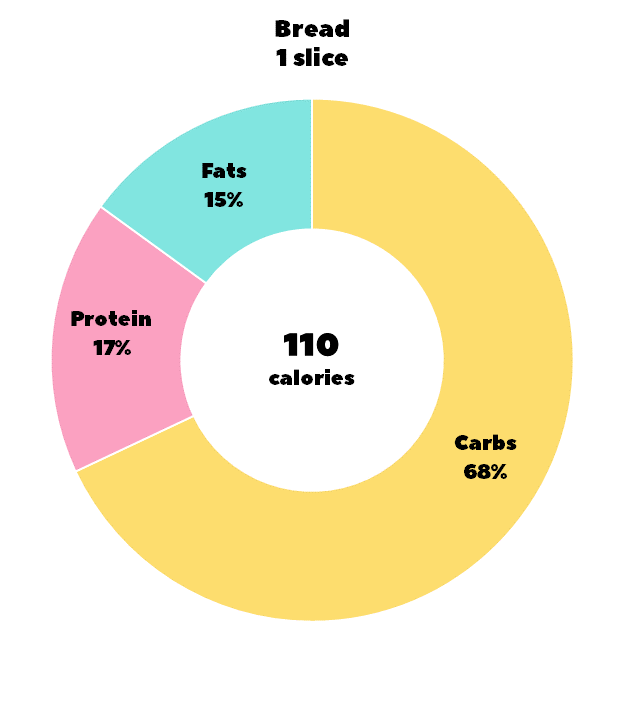 Bread
1 slice
Fats
15%
Protein
17%
110
calories
Carbs
68%